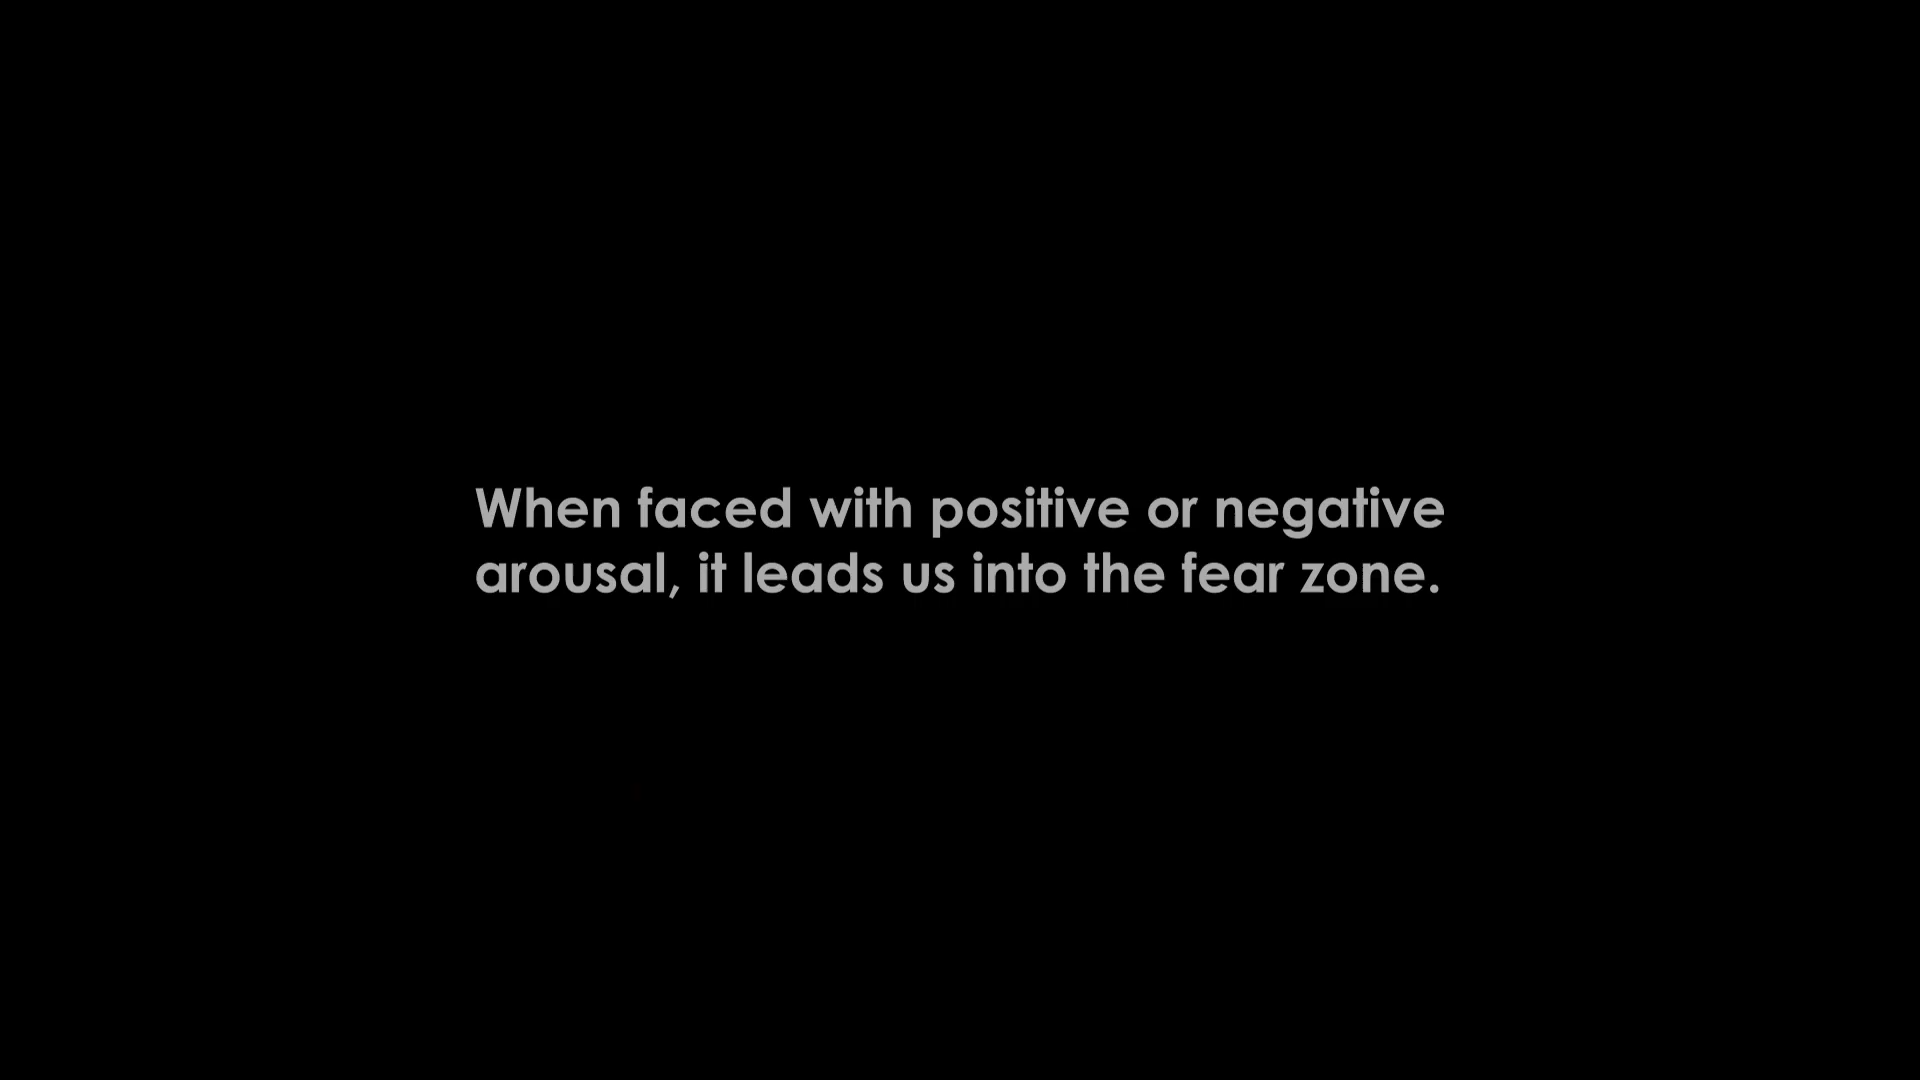 When faced with positive or negative
arousal, it leads us into the fear zone.